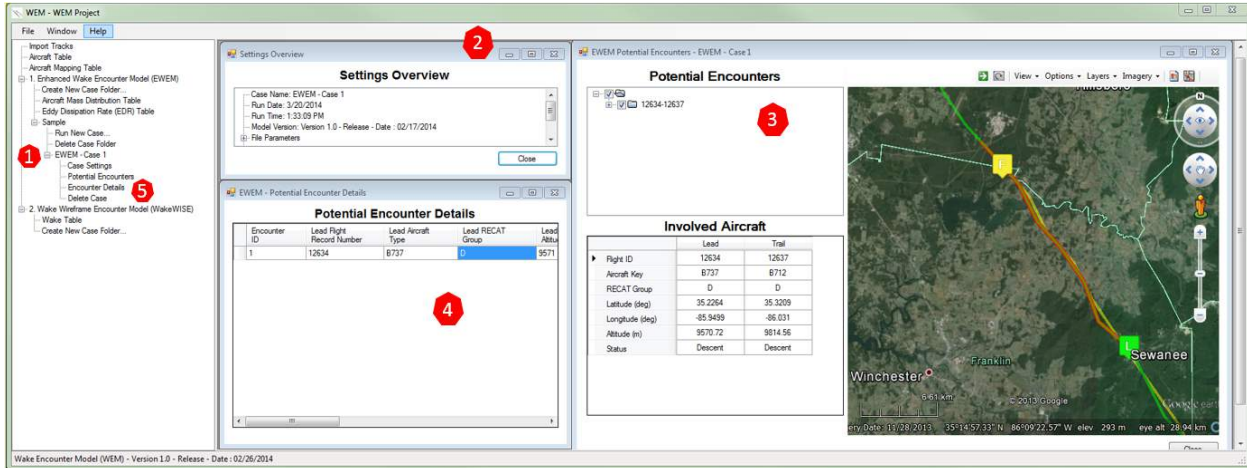 WEM - WEM Project
File Window Help
Import Tracks
Aircraft Table
Aircraft Mapping Table
1. Enhanced Wake Encounter Model (EWEM)
Create New Case Folder...
Aircraft Mass Distribution Table
Eddy Dissipation Rate (EDR) Table
Sample
Run New Case...
Delete Case Folder
1
EWEM - Case 1
Case Settings
Potential Encounters
Encounter Details
5
Delete Case
2. Wake Wireframe Encounter Model (WakeWISE)
Wake Table
Create New Case Folder...
Settings Overview
2
Settings Overview
Case Name: EWEM - Case 1
Run Date: 3/20/2014
Run Time: 1:33:09 PM
Model Version: Version 1.0 - Release - Date : 02/17/2014
File Parameters
Close
EWEM - Potential Encounter Details
Potential Encounter Details
Encounter ID Lead Flight Record Number Lead Aircraft Type Lead RECAT Group Lead
1 12634 B737 D 9571
4
EWEM Potential Encounters - EWEM - Case 1
Potential Encounters
12634-12637
3
Involved Aircraft
Lead Trail
Flight ID 12634 12637
Aircraft Key B737 B712
RECAT Group D D
Latitude (deg) 35.2264 35.3209
Longitude (deg) -85.9499 -86.031
Altitude (m) 9570.72 9814.56
Status Descent Descent
View Options Layers Imagery
N
L
Sewanee
Franklin
Winchester
6.61 km
© 2013 Google
Google earth
ery Date: 11/28/2013 35°14'57.33" N 86°09'22.57" W elev 293 m eye alt 28.94 km
Wake Encounter Model (WEM) - Version 1.0 - Release - Date : 02/26/2014